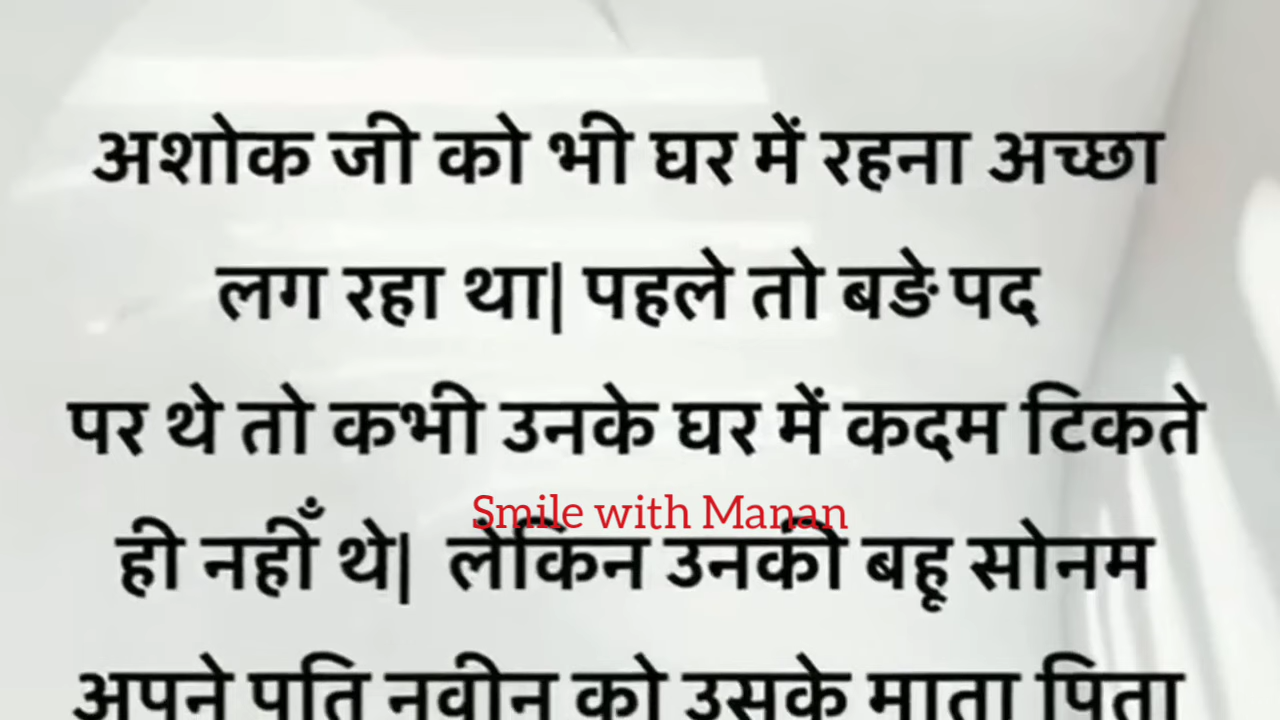 अशोक जी को भी घर में रहना अच्छा
लग रहा था| पहले तो बङे पद
पर थे तो कभी उनके घर में कदम टिकते
Smile with Manan
ही नहीँ थे| लेकिन उनकी बहू सोनम
अपने पति नवीन को उसके माता पिता